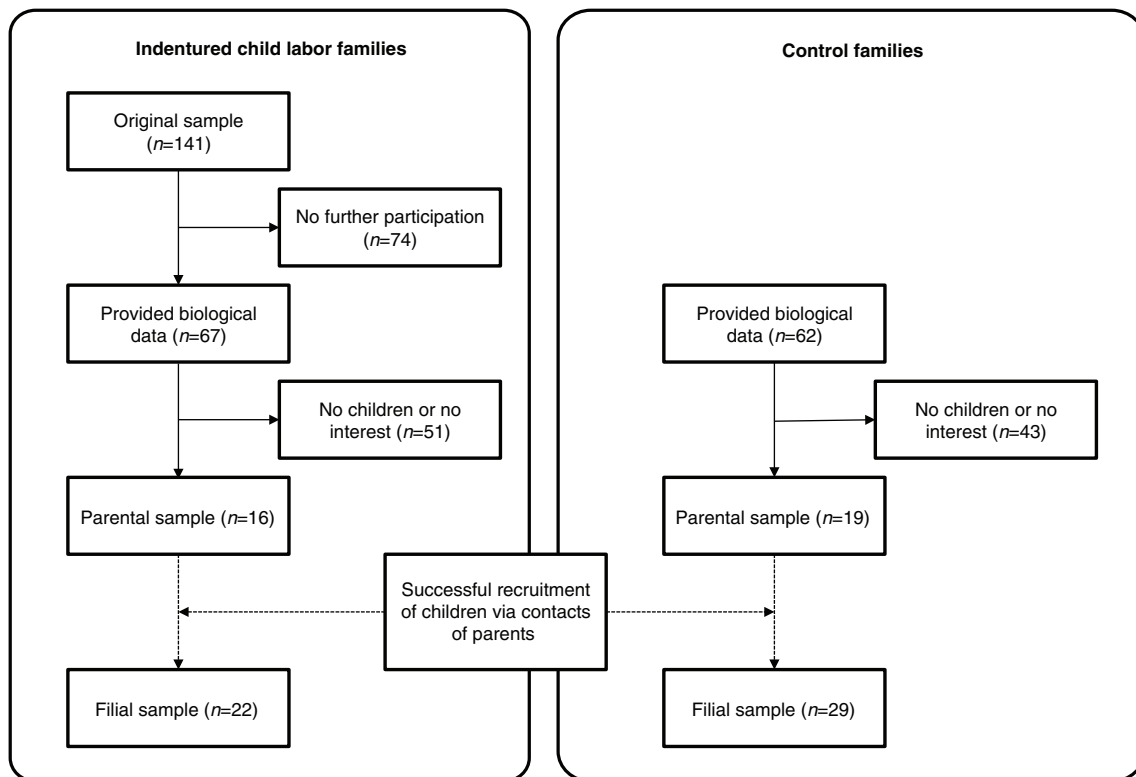 Indentured child labor families
Original sample
(n=141)
No further participation
(n=74)
Provided biological
data (n=67)
No children or no
interest (n=51)
Parental sample (n=16)
Filial sample (n=22)
Successful recruitment
of children via contacts
of parents
Control families
Provided biological
data (n=62)
No children or no
interest (n=43)
Parental sample (n=19)
Filial sample (n=29)